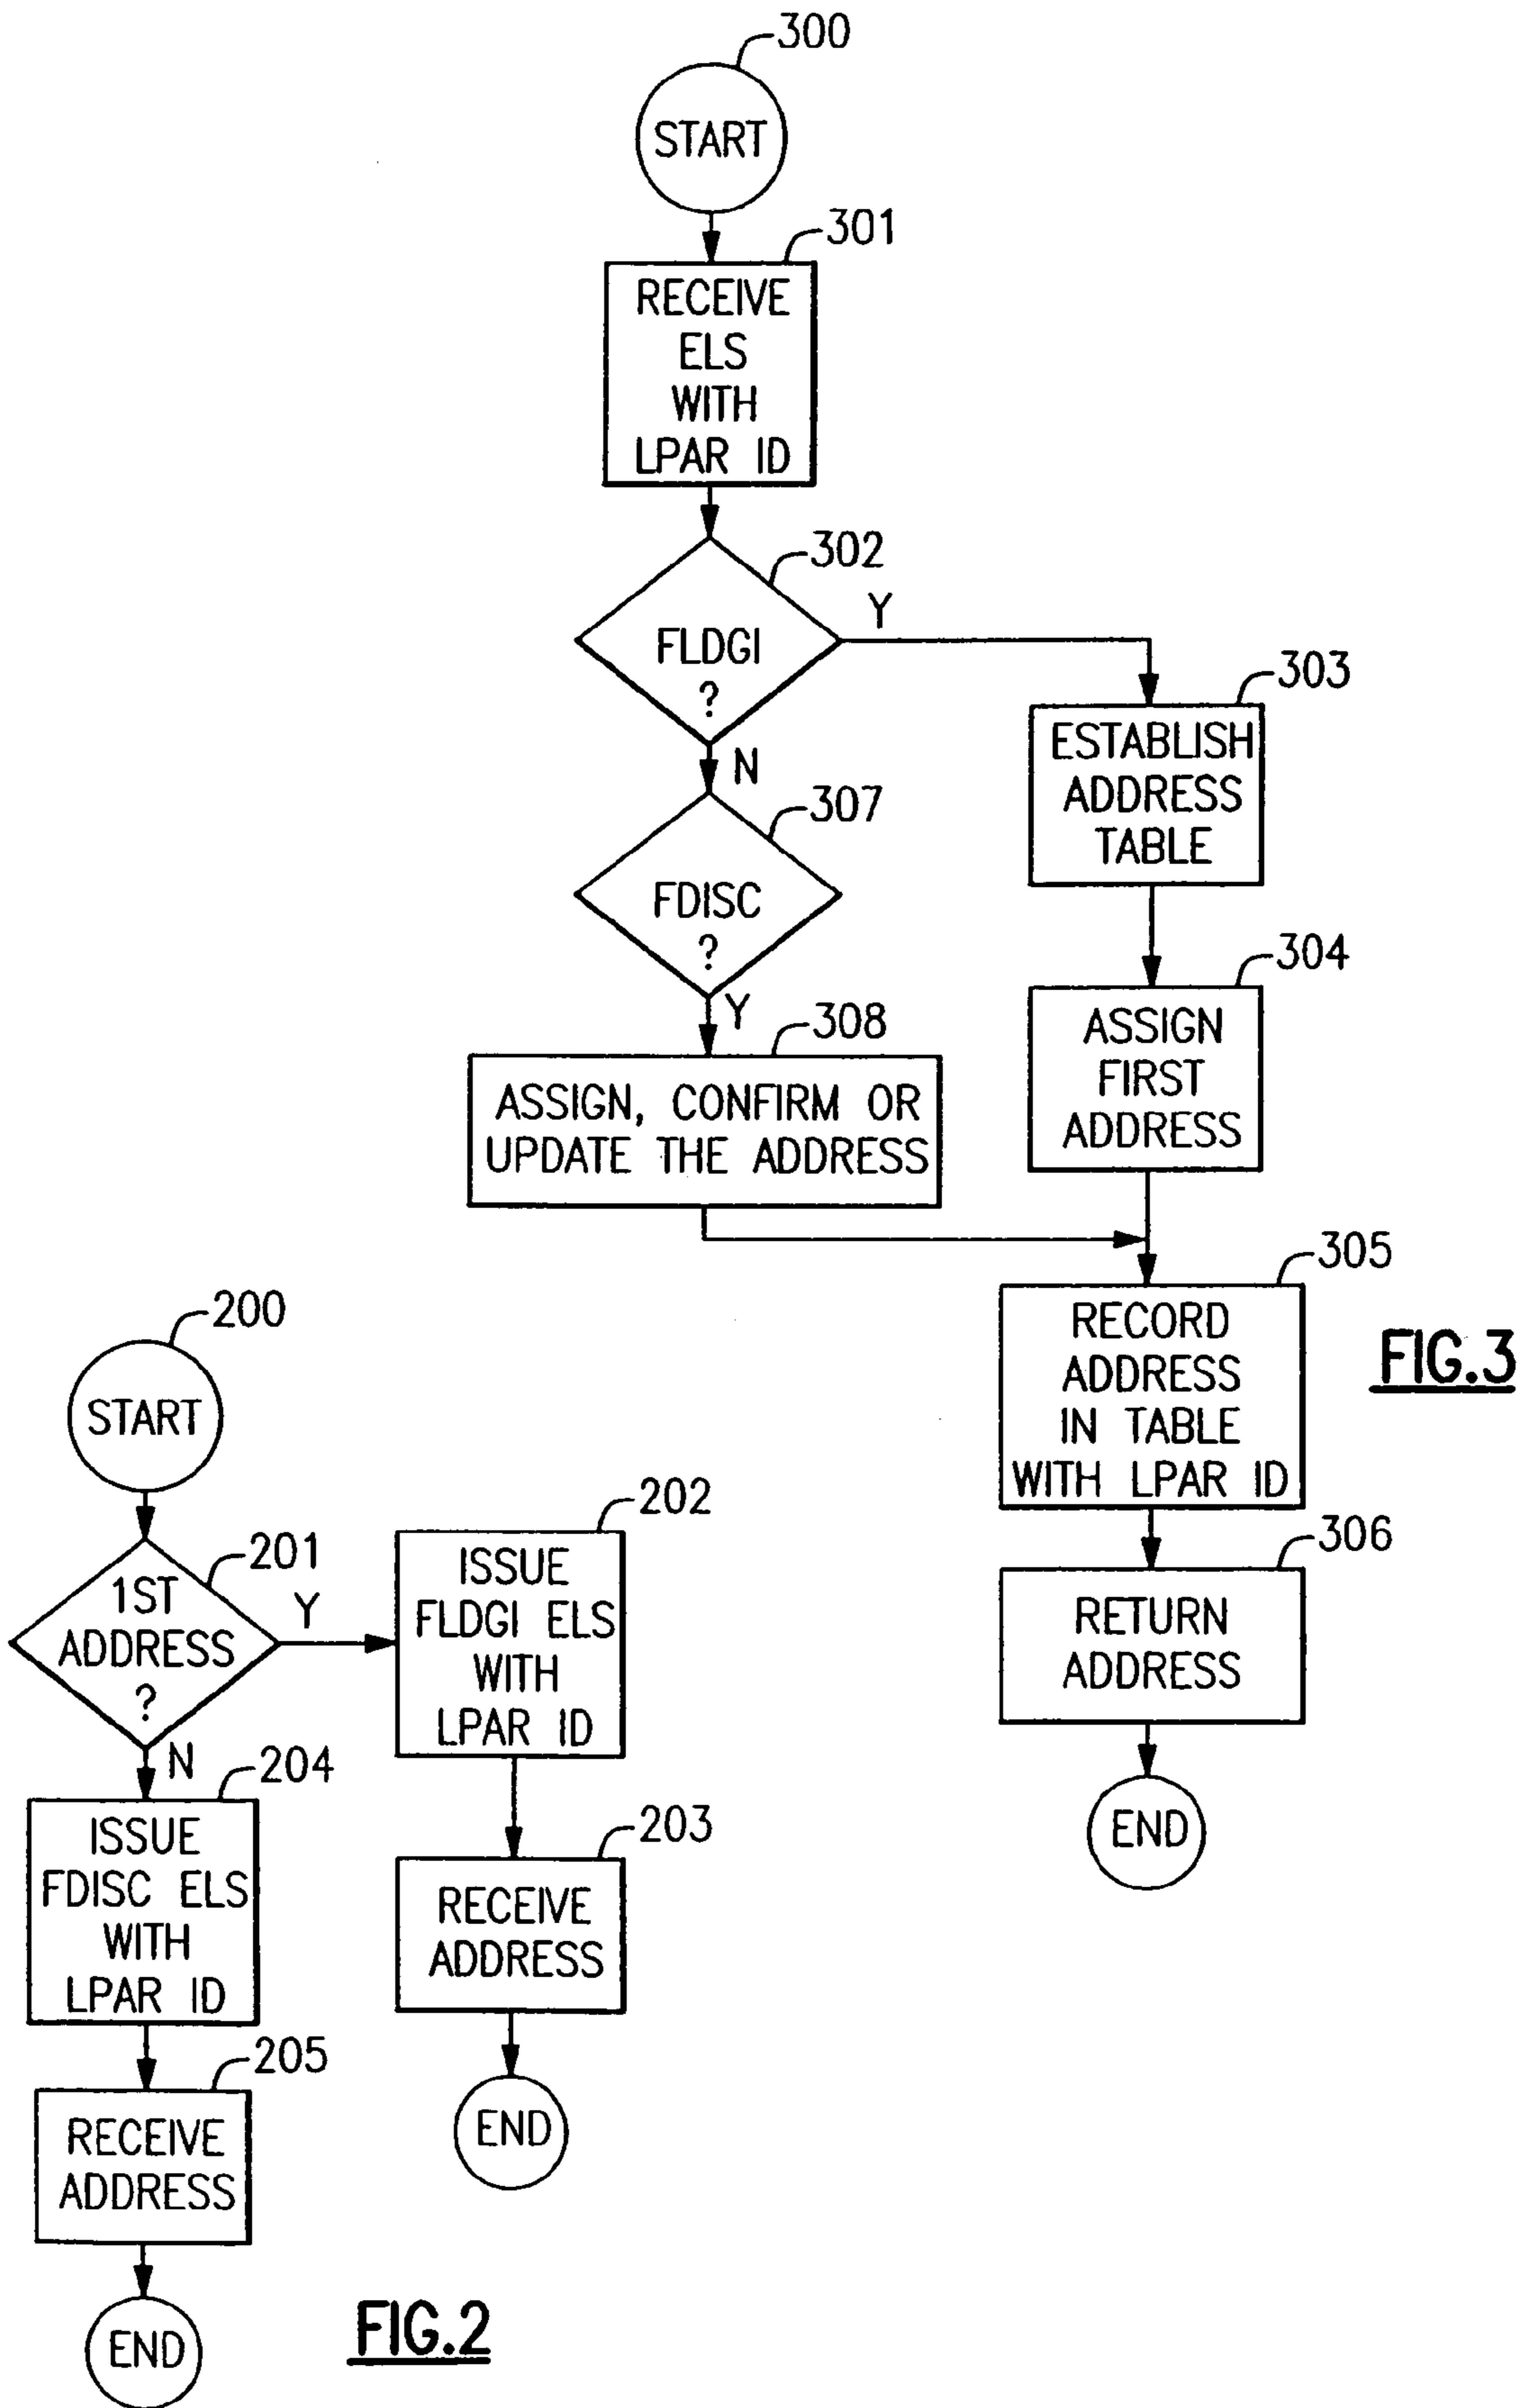 300
START
301
RECEIVE
ELS
WITH
LPAR ID
302
FLDGI
?
Y
N
303
ESTABLISH
ADDRESS
TABLE
307
FDISC
?
Y
304
ASSIGN
FIRST
ADDRESS
308
ASSIGN, CONFIRM OR
UPDATE THE ADDRESS
305
RECORD
ADDRESS
IN TABLE
WITH LPAR ID
306
RETURN
ADDRESS
END
FIG.3
200
START
201
1ST
ADDRESS
?
Y
N
202
ISSUE
FLDGI ELS
WITH
LPAR ID
203
RECEIVE
ADDRESS
END
204
ISSUE
FDISC ELS
WITH
LPAR ID
205
RECEIVE
ADDRESS
END
FIG.2